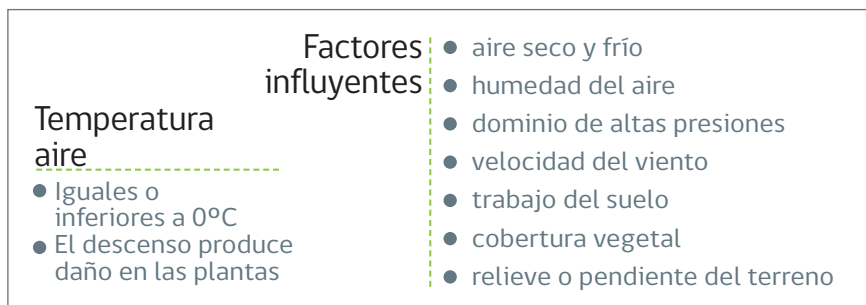 Factores
influyentes
aire seco y frío
humedad del aire
dominio de altas presiones
velocidad del viento
trabajo del suelo
cobertura vegetal
relieve o pendiente del terreno
Temperatura
aire
Iguales o
inferiores a 0ºC
El descenso produce
daño en las plantas